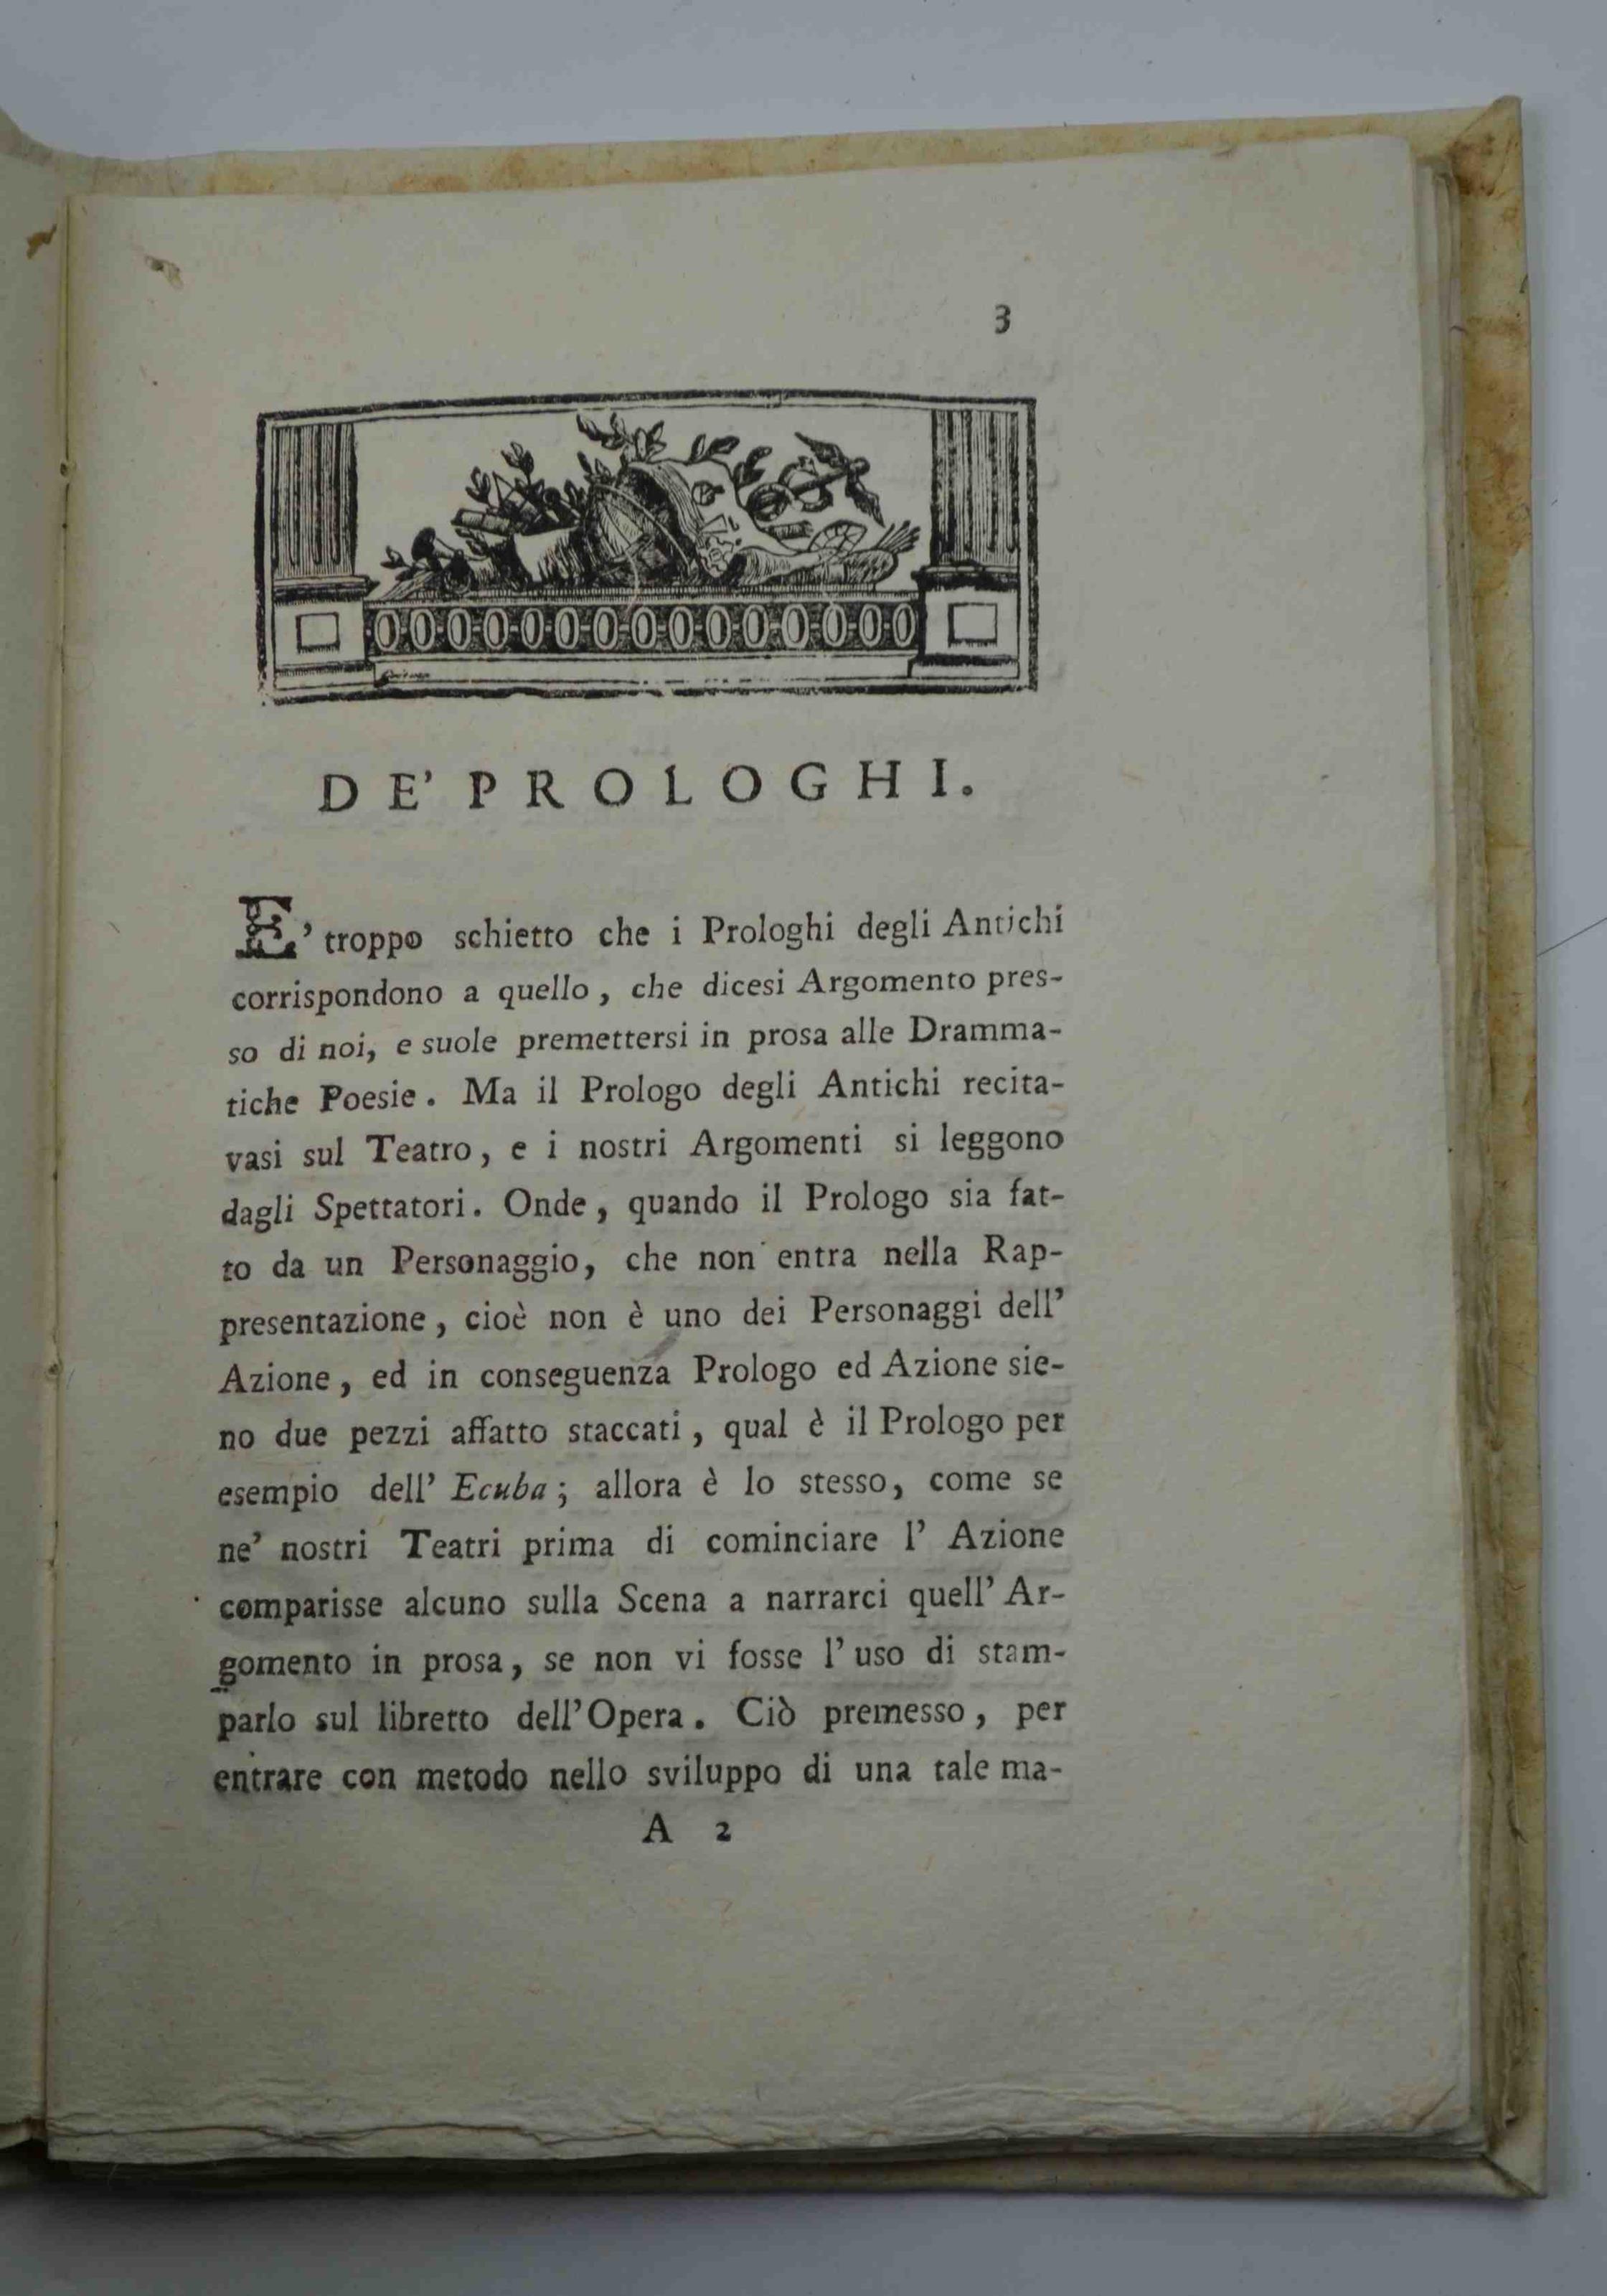 3
DE' PROLOGHI.
E' troppo schietto che i Prologhi degli Antichi
corrispondono a quello, che dicesi Argomento pres-
so di noi, e suole premettersi in prosa alle Dramma-
tiche Poesie. Ma il Prologo degli Antichi recita-
vasi sul Teatro, e i nostri Argomenti si leggono
dagli Spettatori. Onde, quando il Prologo sia fat-
to da un Personaggio, che non entra nella Rap-
presentazione, cioè non è uno dei Personaggi dell'
Azione, ed in conseguenza Prologo ed Azione sie-
no due pezzi affatto staccati, qual è il Prologo per
esempio dell' Ecuba; allora è lo stesso, come se
ne' nostri Teatri prima di cominciare l' Azione
comparisse alcuno sulla Scena a narrarci quell' Ar-
gomento in prosa, se non vi fosse l' uso di stam-
parlo sul libretto dell' Opera. Ciò premesso, per
entrare con metodo nello sviluppo di una tale ma-
A 2